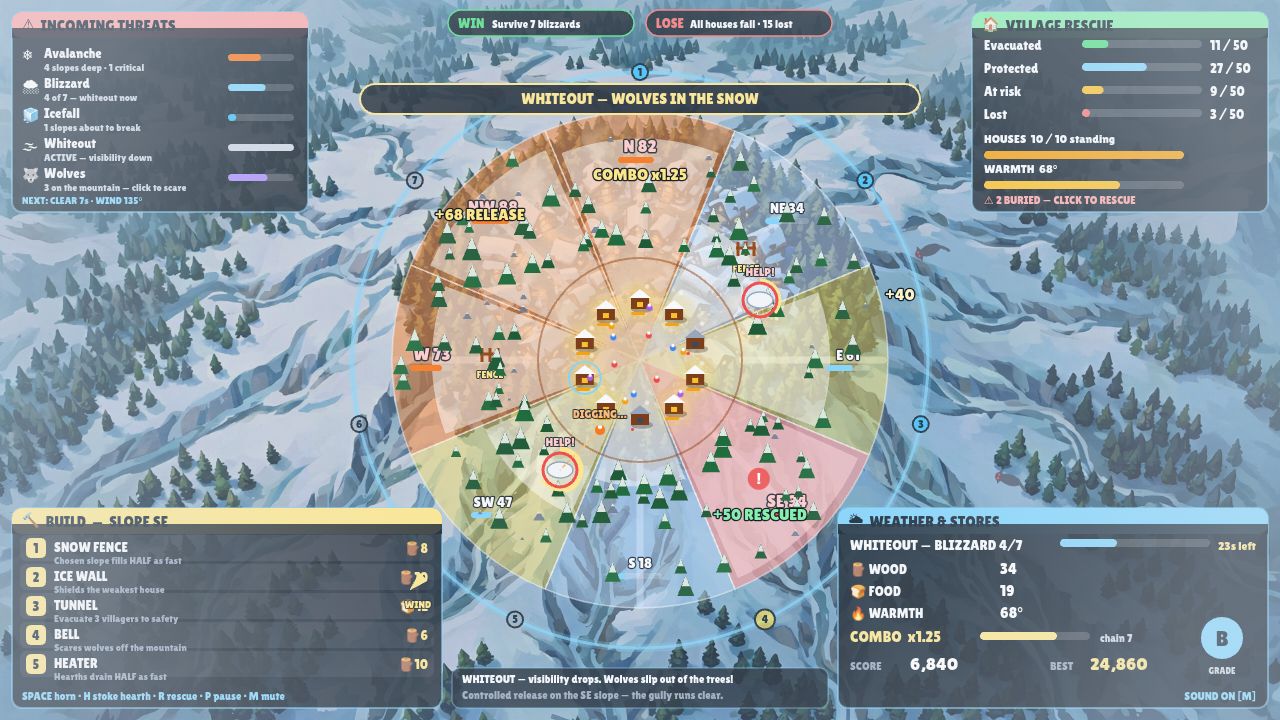 INCOMING THREATS
Avalanche
4 slopes deep · 1 critical
Blizzard
4 of 7 — whiteout now
Icefall
1 slopes about to break
Whiteout
ACTIVE — visibility down
Wolves
3 on the mountain — click to scare
NEXT: CLEAR 7s · WIND 135°
WIN Survive 7 blizzards
LOSE All houses fall · 15 lost
WHITEOUT — WOLVES IN THE SNOW
VILLAGE RESCUE
Evacuated 11 / 50
Protected 27 / 50
At risk 9 / 50
Lost 3 / 50
HOUSES 10 / 10 standing
WARMTH 68°
⚠ 2 BURIED — CLICK TO RESCUE
1
7
2
N 82
COMBO x1.25
NW 88
+68 RELEASE
NE 34
HELP!
+40
W 73
FENCE
E 61
DIGGING...
6
3
HELP!
SW 47
!
+50 RESCUED
S 18
5
4
BUILD — SLOPE SE
1 SNOW FENCE 8
Chosen slope fills HALF as fast
2 ICE WALL
Shields the weakest house
3 TUNNEL
WIND
Evacuate 3 villagers to safety
4 BELL 6
Scares wolves off the mountain
5 HEATER 10
Hearths drain HALF as fast
SPACE horn · H stoke hearth · R rescue · P pause · M mute
WHITEOUT — visibility drops. Wolves slip out of the trees!
Controlled release on the SE slope — the gully runs clear.
WEATHER & STORES
WHITEOUT — BLIZZARD 4/7 23s left
WOOD 34
FOOD 19
WARMTH 68°
COMBO x1.25 chain 7
SCORE 6,840 BEST 24,860
B
GRADE
SOUND ON [M]